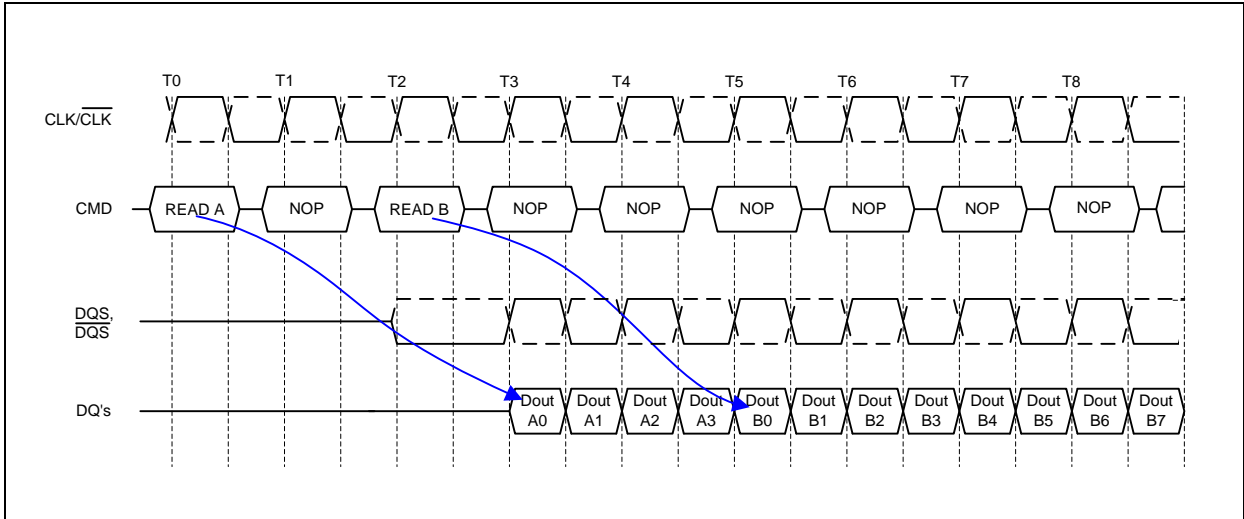 T0 T1 T2 T3 T4 T5 T6 T7 T8
CLK/CLK
CMD READ A NOP READ B NOP NOP NOP NOP NOP NOP
DQS,
DQS
DQ's
Dout Dout Dout Dout Dout Dout Dout Dout Dout Dout Dout Dout
A0 A1 A2 A3 B0 B1 B2 B3 B4 B5 B6 B7